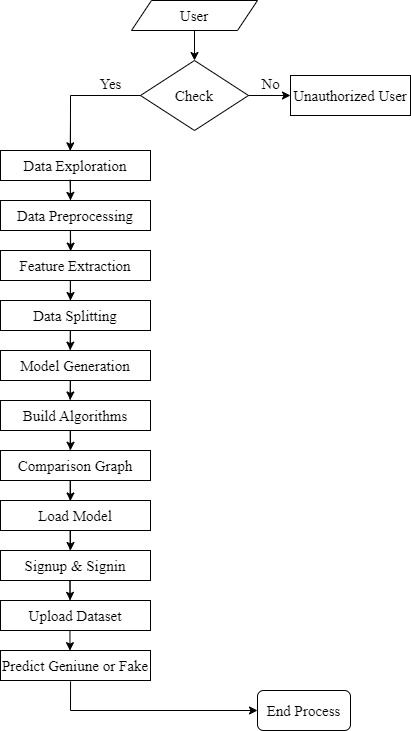 User
Yes
Check
No
Unauthorized User
Data Exploration
Data Preprocessing
Feature Extraction
Data Splitting
Model Generation
Build Algorithms
Comparison Graph
Load Model
Signup & Signin
Upload Dataset
Predict Geniune or Fake
End Process